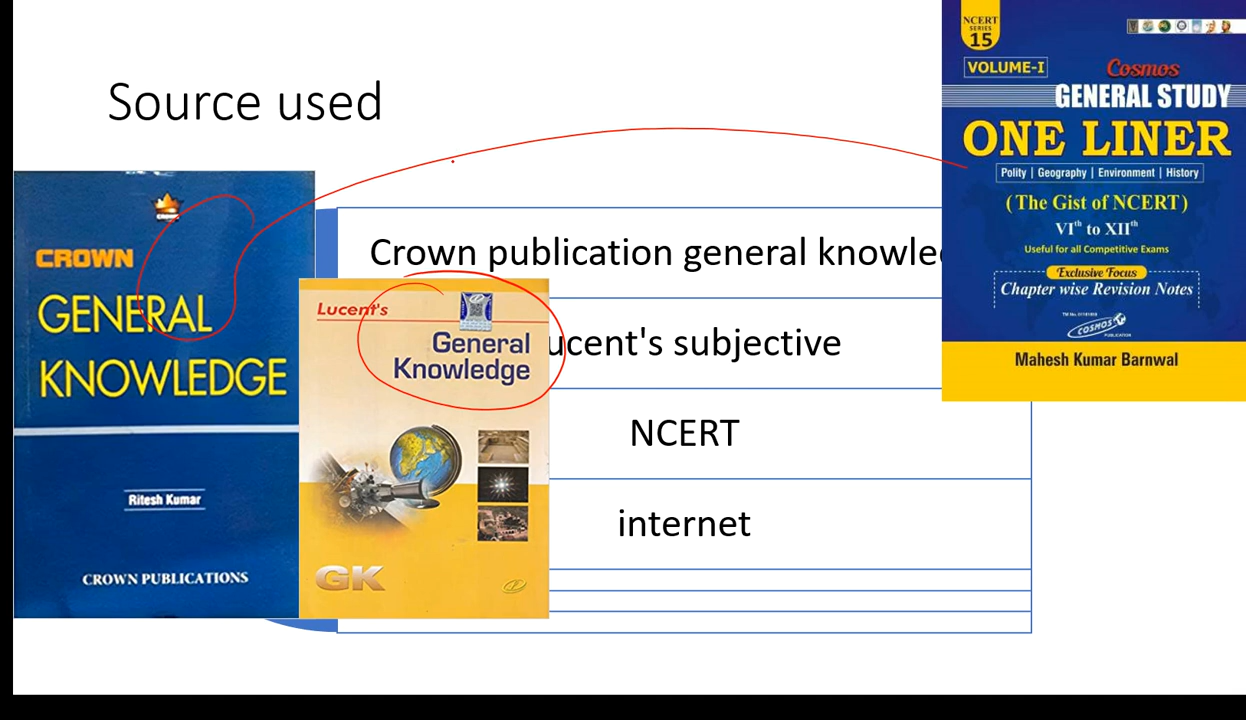 Source used
CROWN
CROWN
GENERAL
KNOWLEDGE
Ritesh Kumar
CROWN PUBLICATIONS
Lucent's
General
Knowledge
GK
Crown publication general knowle
ucent's subjective
NCERT
internet
NCERT
SERIES
15
VOLUME-I
Cosmos
GENERAL STUDY
ONE LINER
Polity | Geography | Environment | History
(The Gist of NCERT)
VIth to XIIth
Useful for all Competitive Exams
Exclusive Focus
Chapter wise Revision Notes
COSMOS
PUBLICATION
Mahesh Kumar Barnwal